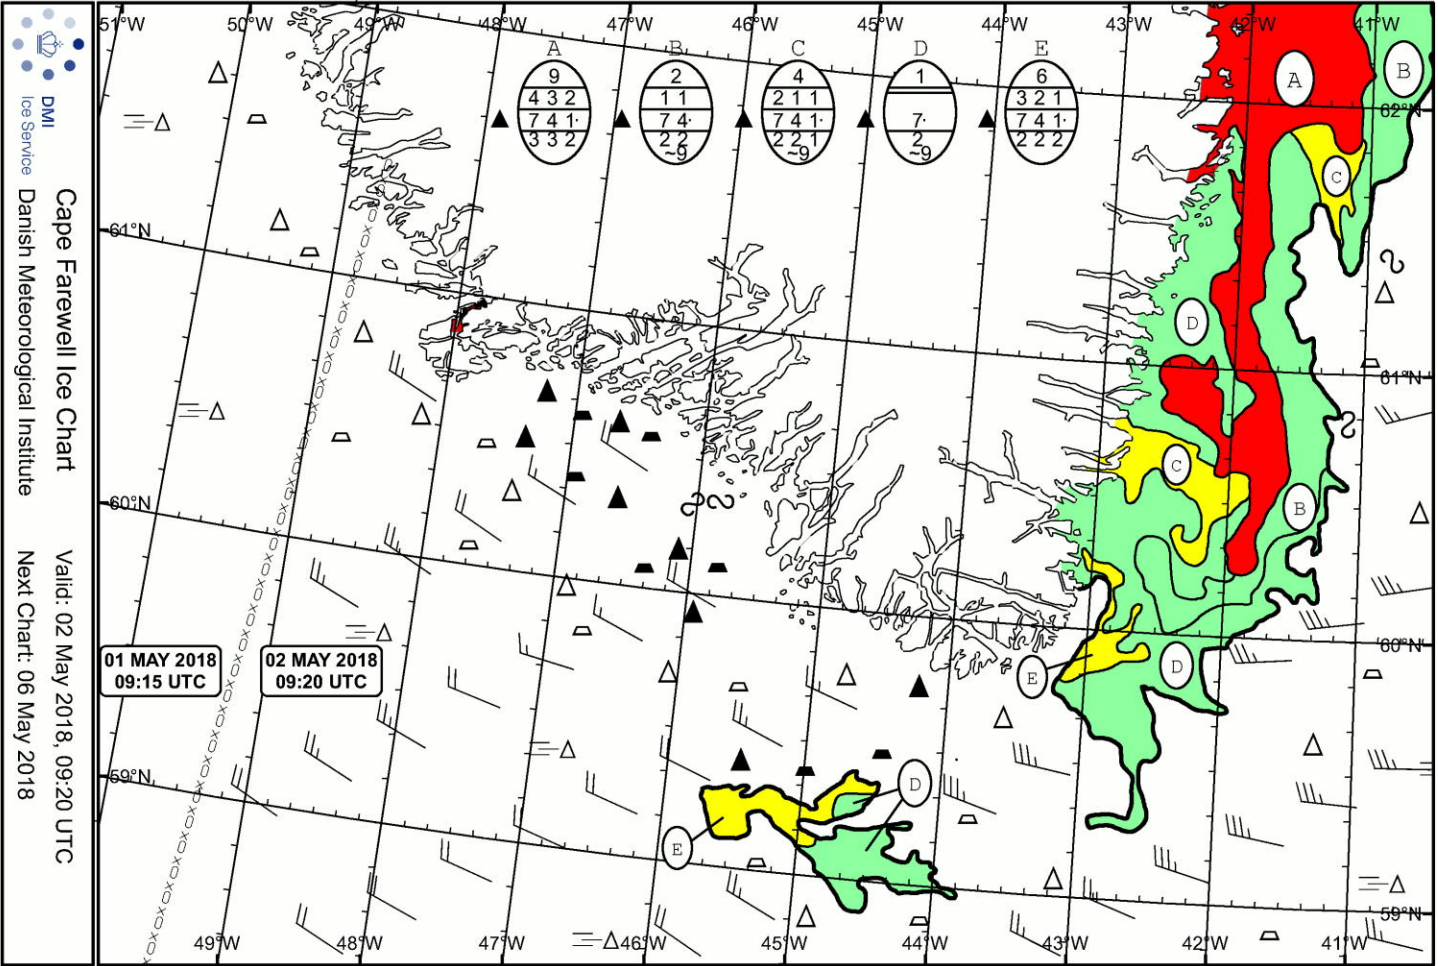 DMI
Ice Service
Cape Farewell Ice Chart
Danish Meteorological Institute
Valid: 02 May 2018, 09:20 UTC
Next Chart: 06 May 2018
51°W 50°W 49°W 48°W 47°W 46°W 45°W 44°W 43°W 42°W 41°W
A B C D E
9 2 4 1 6
4 3 2 1 1 2 1 1 3 2 1
7 4 1· 7 4· 7 4 1· 7· 7 4 1·
3 3 2 2 2 2 2 1 2 2 2 2
~9 ~9 ~9
A
B
62°N
C
61°N
D
61°N
C
60°N
B
60°N
01 MAY 2018
09:15 UTC
02 MAY 2018
09:20 UTC
E
D
59°N
D
E
59°N
49°W 48°W 47°W 46°W 45°W 44°W 43°W 42°W 41°W